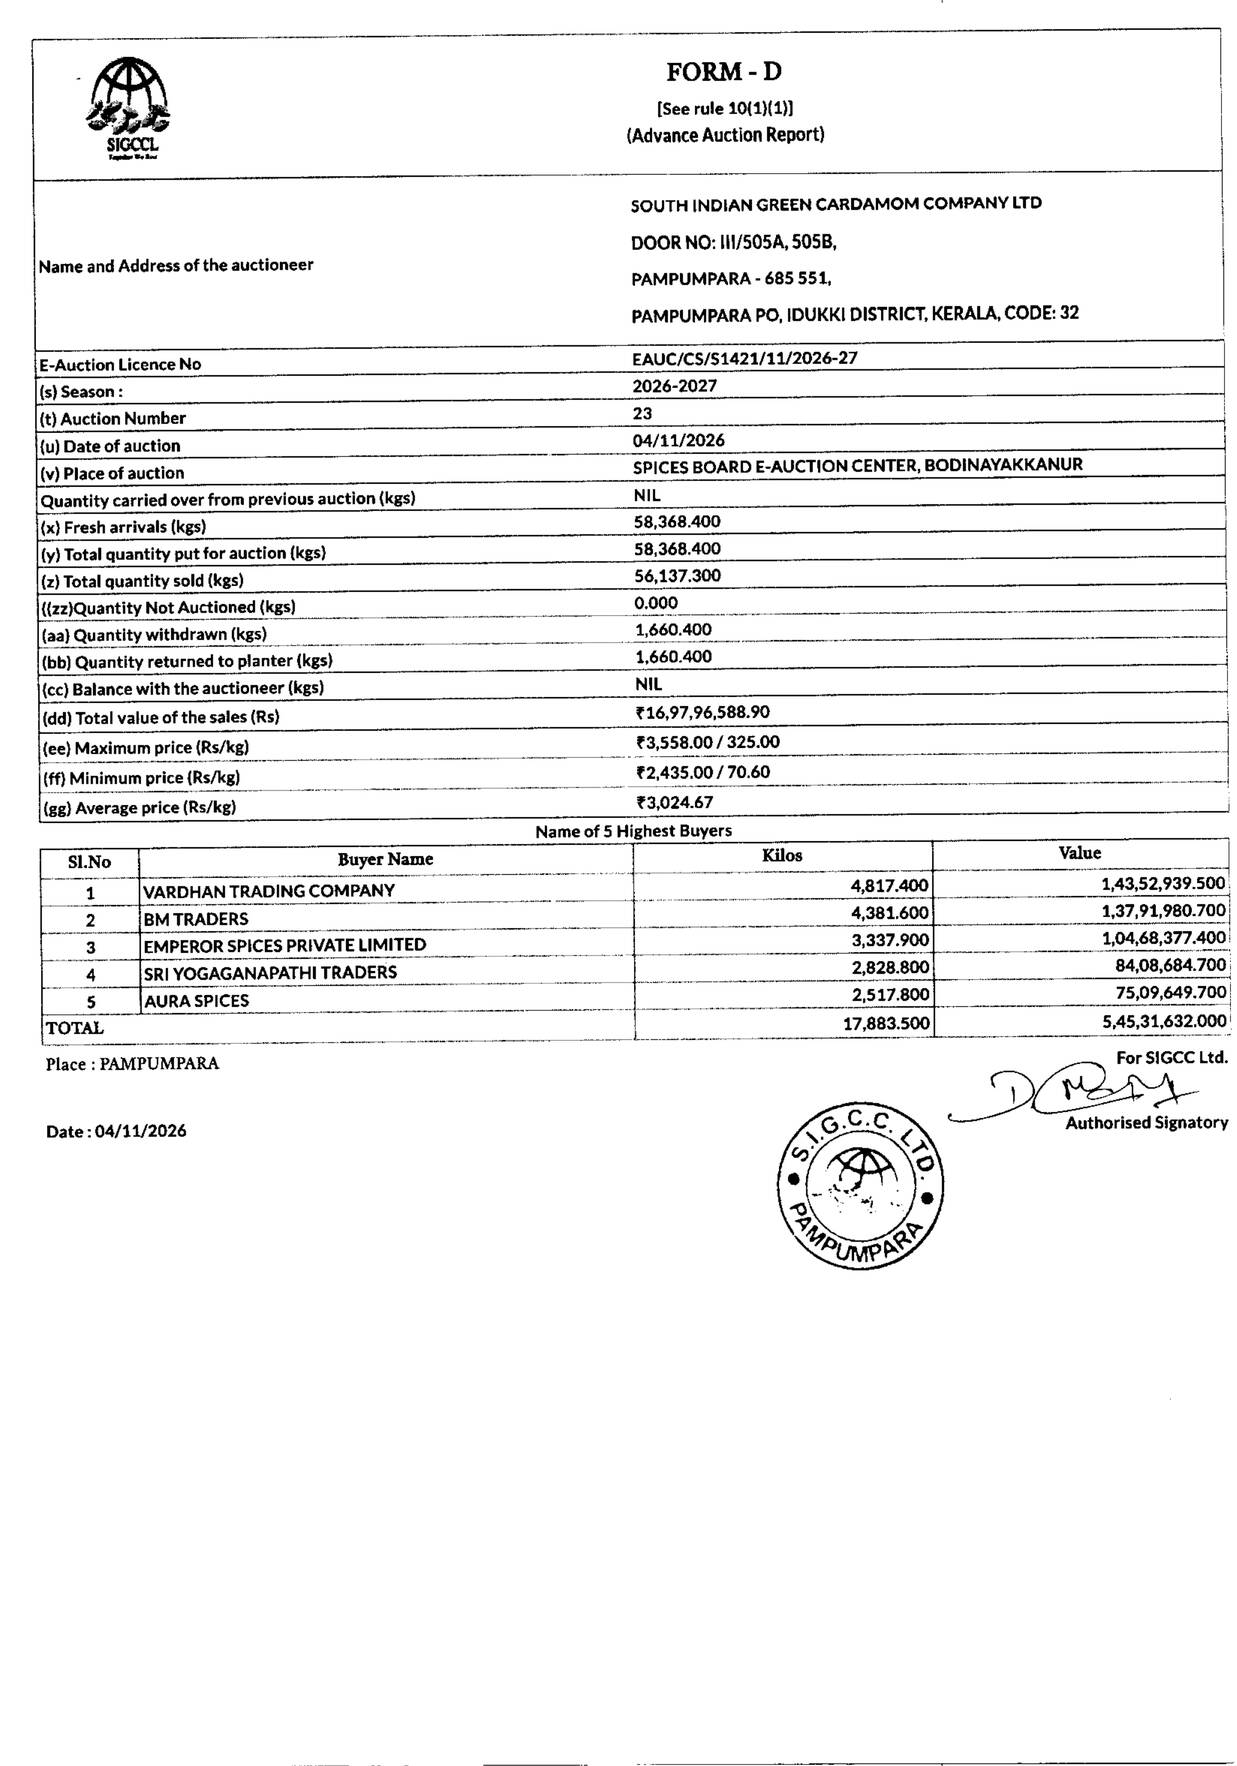 FORM - D
[See rule 10(1)(1)]
(Advance Auction Report)
SIGCCL
Together We Soar
Name and Address of the auctioneer
SOUTH INDIAN GREEN CARDAMOM COMPANY LTD
DOOR NO: III/505A, 505B,
PAMPUMPARA - 685 551,
PAMPUMPARA PO, IDUKKI DISTRICT, KERALA, CODE: 32
E-Auction Licence No EAUC/CS/S1421/11/2026-27
(s) Season : 2026-2027
(t) Auction Number 23
(u) Date of auction 04/11/2026
(v) Place of auction SPICES BOARD E-AUCTION CENTER, BODINAYAKKANUR
Quantity carried over from previous auction (kgs) NIL
(x) Fresh arrivals (kgs) 58,368.400
(y) Total quantity put for auction (kgs) 58,368.400
(z) Total quantity sold (kgs) 56,137.300
((zz)Quantity Not Auctioned (kgs) 0.000
(aa) Quantity withdrawn (kgs) 1,660.400
(bb) Quantity returned to planter (kgs) 1,660.400
(cc) Balance with the auctioneer (kgs) NIL
(dd) Total value of the sales (Rs) ₹16,97,96,588.90
(ee) Maximum price (Rs/kg) ₹3,558.00 / 325.00
(ff) Minimum price (Rs/kg) ₹2,435.00 / 70.60
(gg) Average price (Rs/kg) ₹3,024.67
Name of 5 Highest Buyers
Sl.No Buyer Name Kilos Value
1 VARDHAN TRADING COMPANY 4,817.400 1,43,52,939.500
2 BM TRADERS 4,381.600 1,37,91,980.700
3 EMPEROR SPICES PRIVATE LIMITED 3,337.900 1,04,68,377.400
4 SRI YOGAGANAPATHI TRADERS 2,828.800 84,08,684.700
5 AURA SPICES 2,517.800 75,09,649.700
TOTAL 17,883.500 5,45,31,632.000
Place : PAMPUMPARA
For SIGCC Ltd.
Date : 04/11/2026
Authorised Signatory
S.I.G.C.C. LTD.
PAMPUMPARA